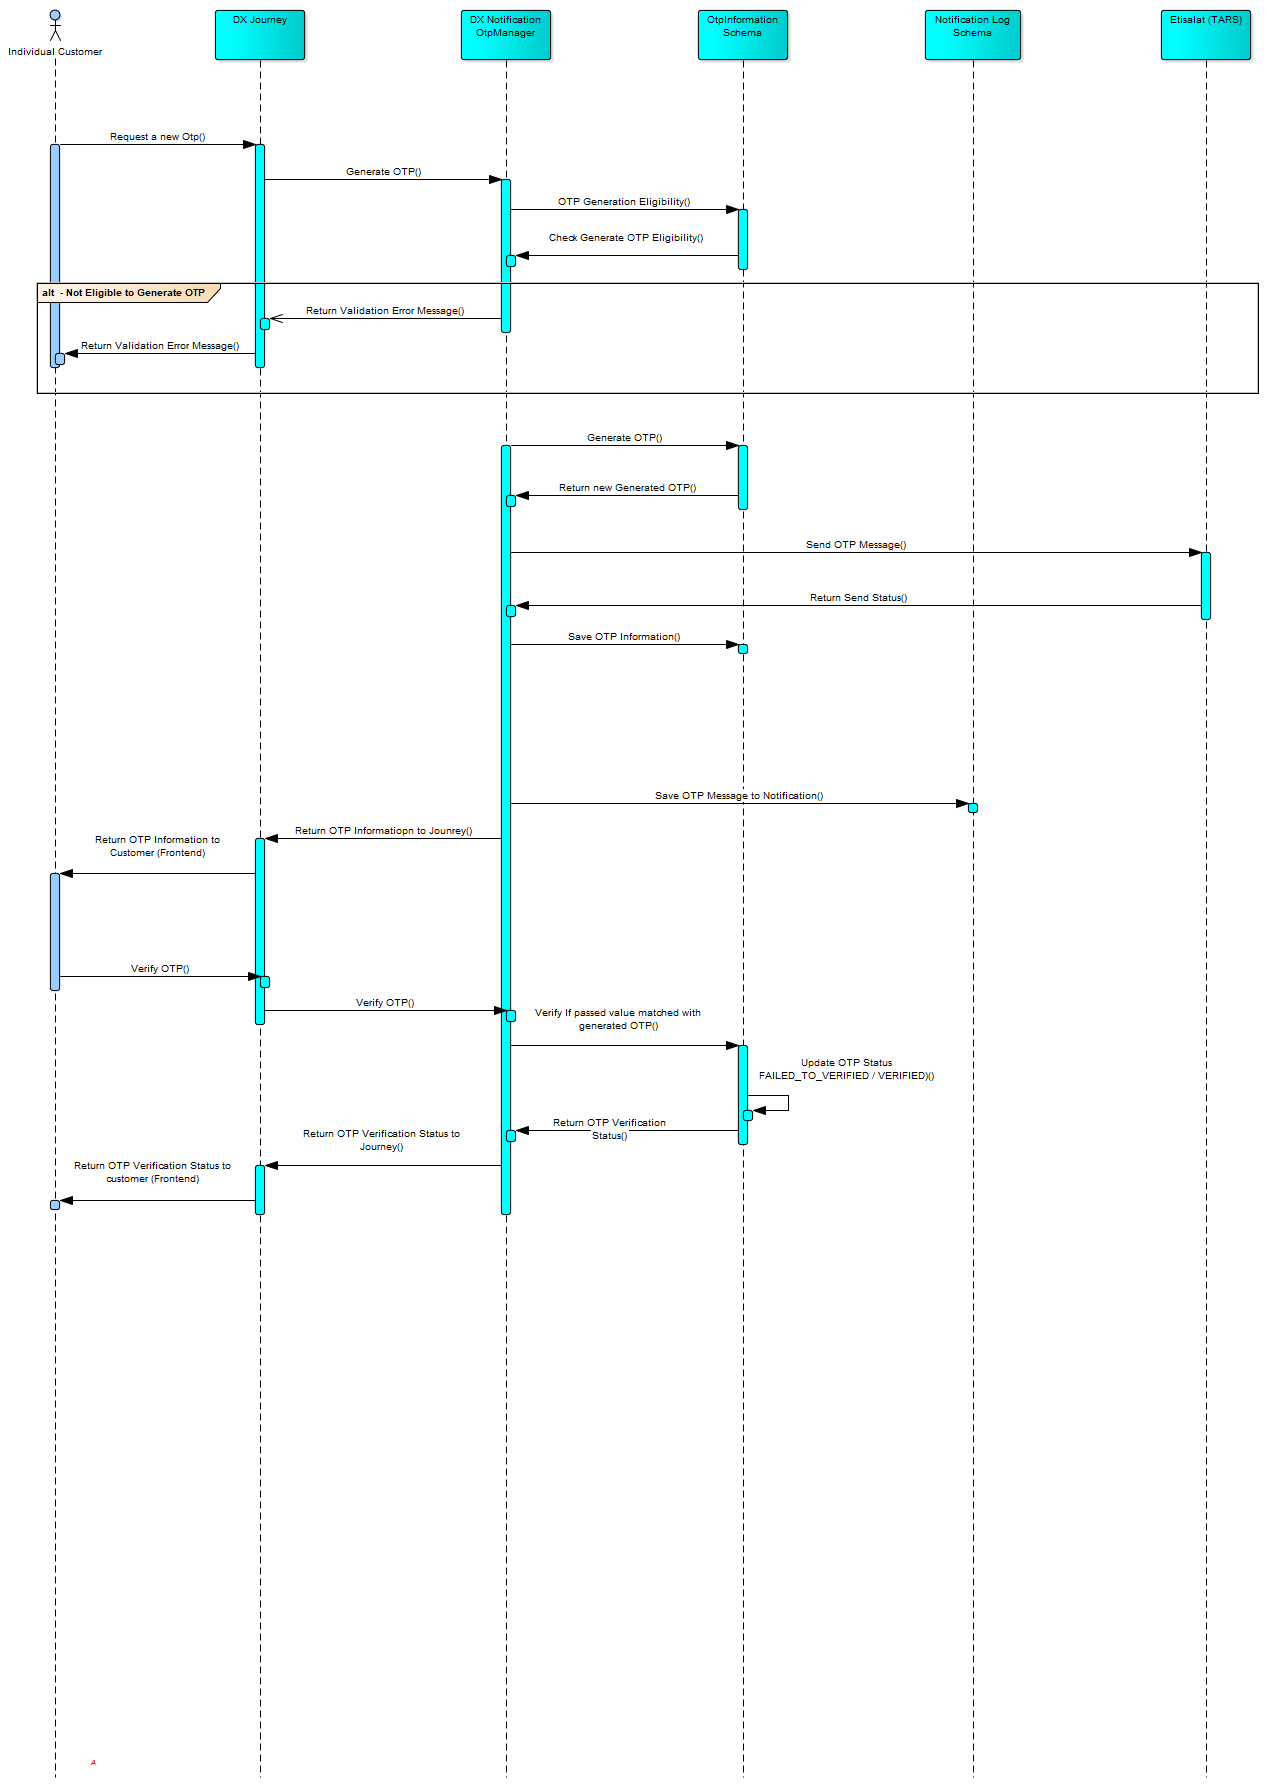 Individual Customer
DX Journey
DX Notification
OtpManager
OtpInformation
Schema
Notification Log
Schema
Etisalat (TARS)
Request a new Otp()
Generate OTP()
OTP Generation Eligibility()
Check Generate OTP Eligibility()
alt - Not Eligible to Generate OTP
Return Validation Error Message()
Return Validation Error Message()
Generate OTP()
Return new Generated OTP()
Send OTP Message()
Return Send Status()
Save OTP Information()
Save OTP Message to Notification()
Return OTP Informatiopn to Jounrey()
Return OTP Information to
Customer (Frontend)
Verify OTP()
Verify OTP()
Verify If passed value matched with
generated OTP()
Update OTP Status
FAILED_TO_VERIFIED / VERIFIED)()
Return OTP Verification
Status()
Return OTP Verification Status to
Journey()
Return OTP Verification Status to
customer (Frontend)
A